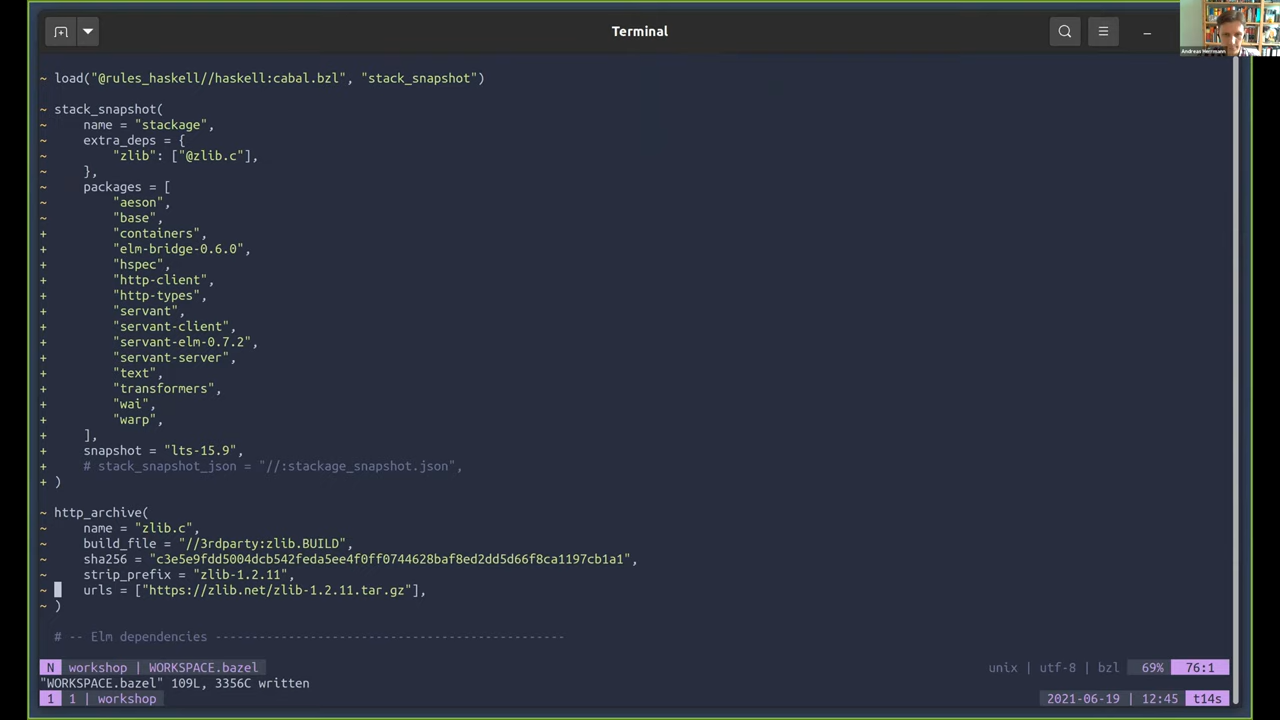 Terminal
Andreas Herrmann
~ load("@rules_haskell//haskell:cabal.bzl", "stack_snapshot")
~ stack_snapshot(
~     name = "stackage",
~     extra_deps = {
~         "zlib": ["@zlib.c"],
~     },
~     packages = [
~         "aeson",
~         "base",
+         "containers",
+         "elm-bridge-0.6.0",
+         "hspec",
+         "http-client",
+         "http-types",
+         "servant",
+         "servant-client",
+         "servant-elm-0.7.2",
+         "servant-server",
+         "text",
+         "transformers",
+         "wai",
+         "warp",
+     ],
+     snapshot = "lts-15.9",
+     # stack_snapshot_json = "//:stackage_snapshot.json",
+ )
~ http_archive(
~     name = "zlib.c",
~     build_file = "//3rdparty:zlib.BUILD",
~     sha256 = "c3e5e9fdd5004dcb542feda5ee4f0ff0744628baf8ed2dd5d66f8ca1197cb1a1",
~     strip_prefix = "zlib-1.2.11",
~     urls = ["https://zlib.net/zlib-1.2.11.tar.gz"],
~ )
# -- Elm dependencies ------------------------------------------------
N workshop | WORKSPACE.bazel unix | utf-8 | bzl 69% 76:1
"WORKSPACE.bazel" 109L, 3356C written
1 1 | workshop 2021-06-19 | 12:45 t14s